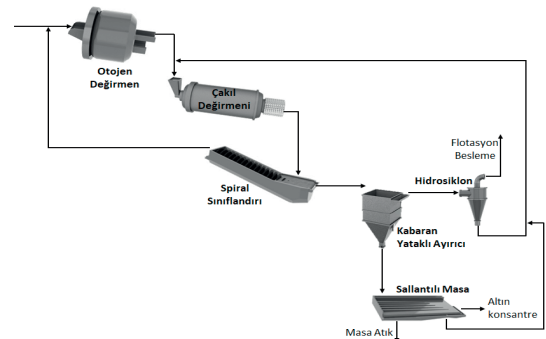 Otojen
Değirmen
Çakıl
Değirmeni
Spiral
Sınıflandırı
Flotasyon
Besleme
Hidrosiklon
Kabaran
Yataklı Ayırıcı
Sallantılı Masa
Altın
konsantre
Masa Atık